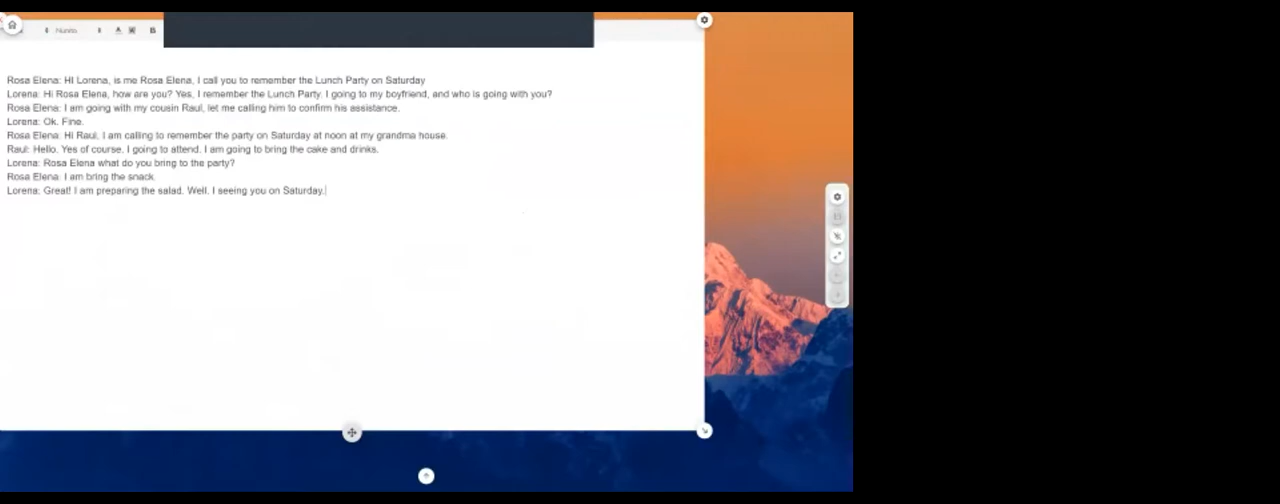 Nunito
A
B
Rosa Elena: HI Lorena, is me Rosa Elena, I call you to remember the Lunch Party on Saturday
Lorena: Hi Rosa Elena, how are you? Yes, I remember the Lunch Party. I going to my boyfriend, and who is going with you?
Rosa Elena: I am going with my cousin Raul, let me calling him to confirm his assistance.
Lorena: Ok. Fine.
Rosa Elena: Hi Raul, I am calling to remember the party on Saturday at noon at my grandma house.
Raul: Hello. Yes of course. I going to attend. I am going to bring the cake and drinks.
Lorena: Rosa Elena what do you bring to the party?
Rosa Elena: I am bring the snack.
Lorena: Great! I am preparing the salad. Well. I seeing you on Saturday.